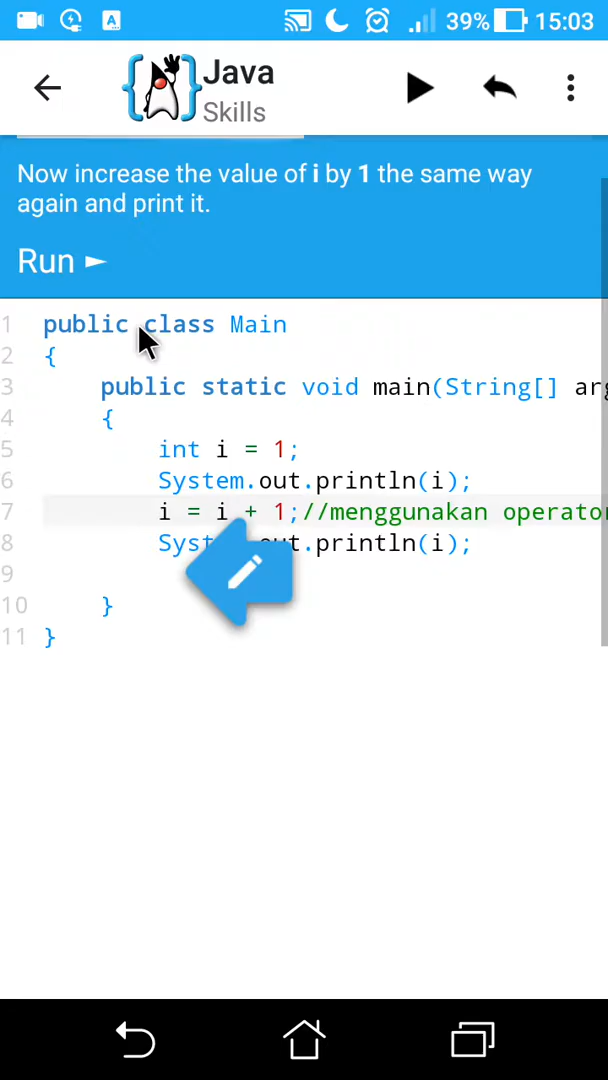 39% 15:03
Java
Skills
Now increase the value of i by 1 the same way
again and print it.
Run ►
1 public class Main
2 {
3 public static void main(String[]
4 {
5 int i = 1;
6 System.out.println(i);
7 i = i + 1;//menggunakan
8 System.out.println(i);
9
10 }
11 }